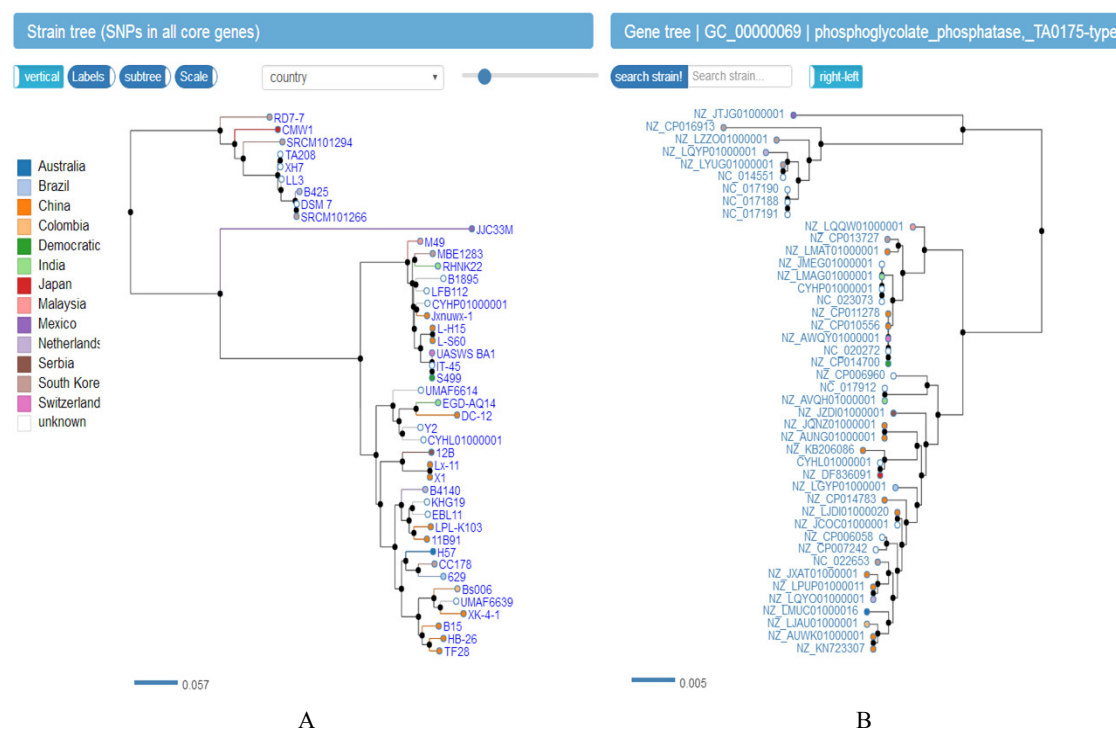 Strain tree (SNPs in all core genes)
vertical Labels subtree Scale country
Australia
Brazil
China
Colombia
Democratic
India
Japan
Malaysia
Mexico
Netherlands
Serbia
South Kore
Switzerland
unknown
RD7-7
CMW1
SRCM101294
TA208
XH7
LL3
B425
DSM 7
SRCM101266
JJC33M
M49
MBE1283
RHNK22
B1895
LFB112
CYHP01000001
Jxnuwx-1
L-H15
L-S60
UASWS BA1
IT-45
S499
UMAF6614
EGD-AQ14
DC-12
Y2
CYHL01000001
12B
Lx-11
X1
B4140
KHG19
EBL11
LPL-K103
11B91
H57
CC178
629
Bs006
UMAF6639
XK-4-1
B15
HB-26
TF28
0.057
A
Gene tree | GC_00000069 | phosphoglycolate_phosphatase,_TA0175-type
search strain! Search strain... right-left
NZ_JTJG01000001
NZ_CP016913
NZ_LZZO01000001
NZ_LQYP01000001
NZ_LYUG01000001
NC_014551
NC_017190
NC_017188
NC_017191
NZ_LQQW01000001
NZ_CP013727
NZ_LMAT01000001
NZ_JMEG01000001
NZ_LMAG01000001
CYHP01000001
NC_023073
NZ_CP011278
NZ_CP010556
NZ_AWQY01000001
NC_020272
NZ_CP014700
NZ_CP006960
NC_017912
NZ_AVQH01000001
NZ_JZDI01000001
NZ_JQNZ01000001
NZ_AUNG01000001
NZ_KB206086
CYHL01000001
NZ_DF836091
NZ_LGYP01000001
NZ_CP014783
NZ_LJDI01000020
NZ_JCOC01000001
NZ_CP006058
NZ_CP007242
NC_022653
NZ_JXAT01000001
NZ_LPUP01000011
NZ_LQYO01000001
NZ_LMUC01000016
NZ_LJAU01000001
NZ_AUWK01000001
NZ_KN723307
0.005
B